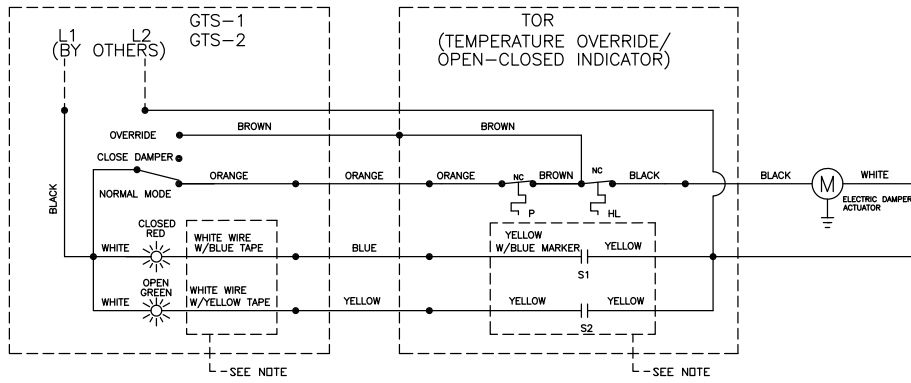 GTS-1
GTS-2
L1 L2
(BY OTHERS)
TOR
(TEMPERATURE OVERRIDE/
OPEN-CLOSED INDICATOR)
BROWN
BROWN
OVERRIDE
CLOSE DAMPER
NORMAL MODE
BLACK
ORANGE
ORANGE
ORANGE
NC
BROWN
NC
BLACK
BLACK
M
WHITE
P
HL
ELECTRIC DAMPER
ACTUATOR
CLOSED
RED
WHITE
WHITE WIRE
W/BLUE TAPE
BLUE
YELLOW
W/BLUE MARKER
YELLOW
S1
OPEN
GREEN
WHITE
WHITE WIRE
W/YELLOW TAPE
YELLOW
YELLOW
YELLOW
S2
SEE NOTE
SEE NOTE